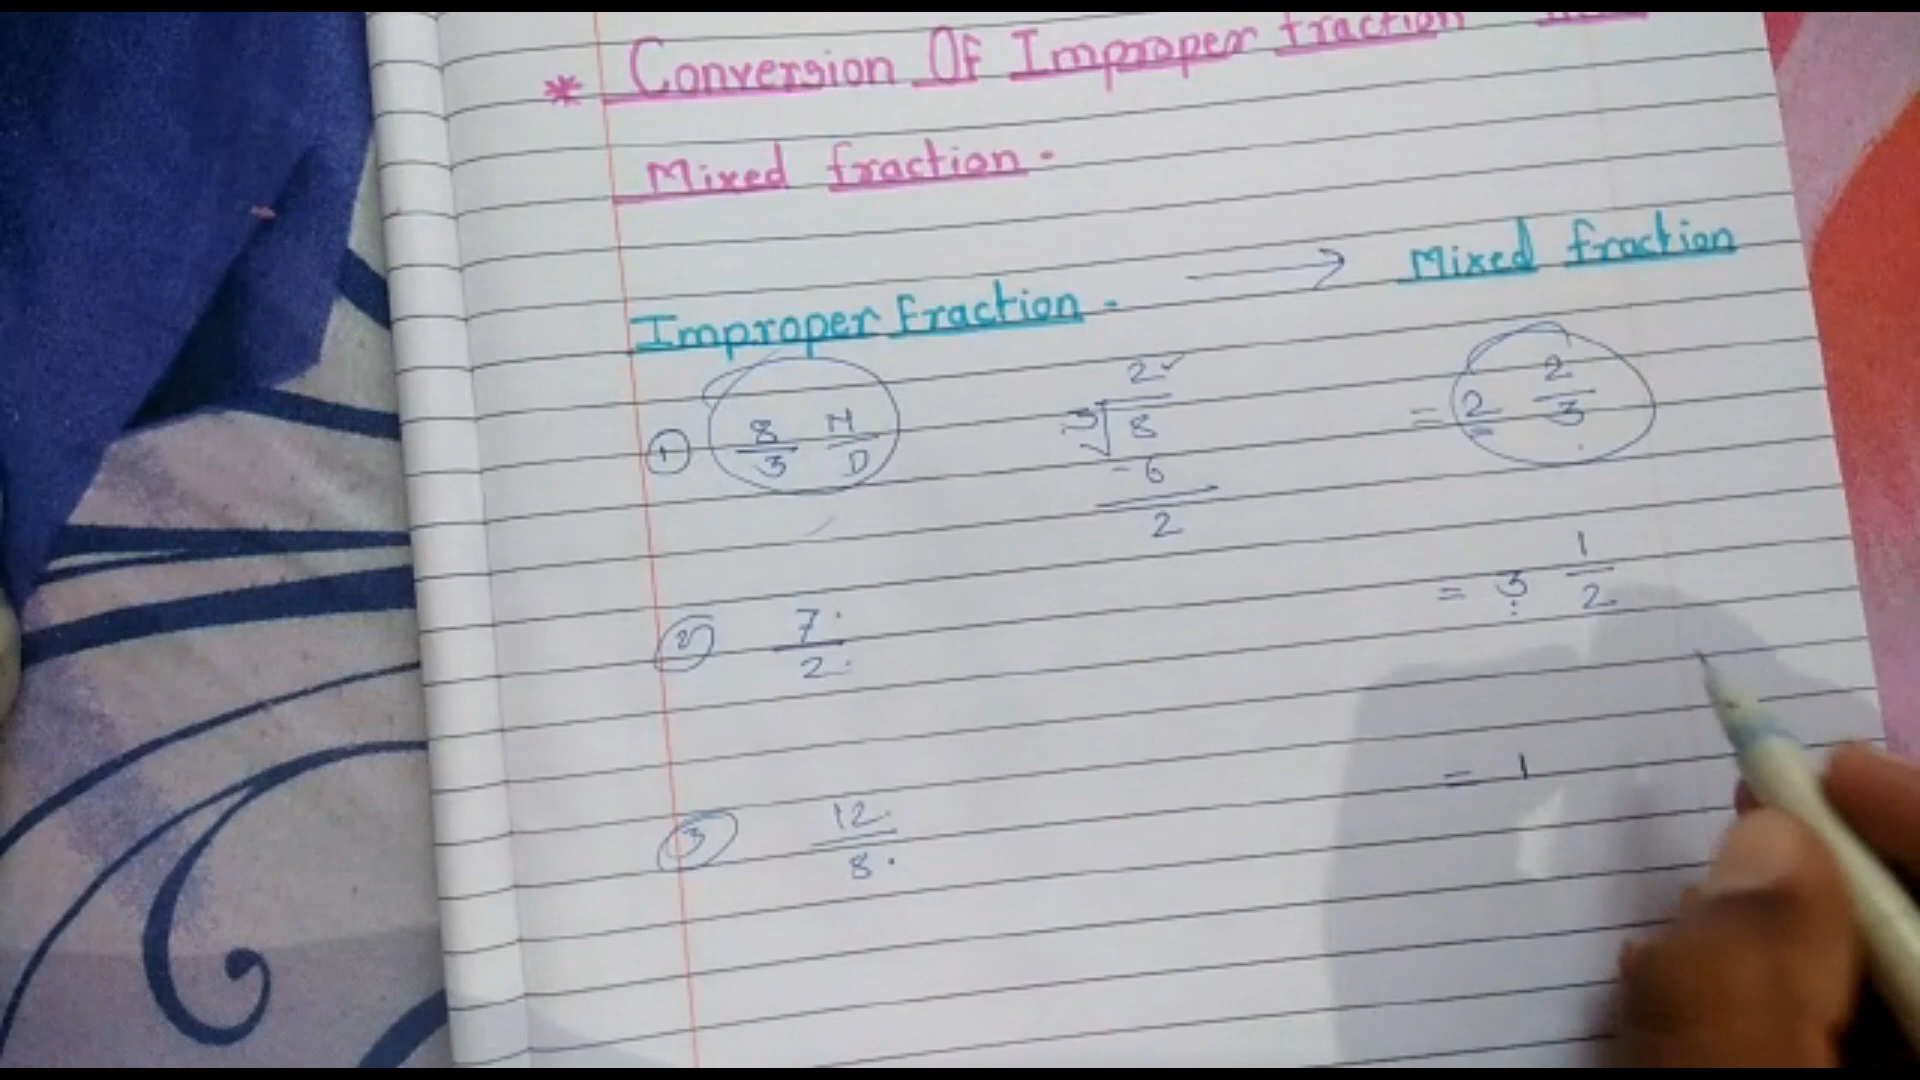 * Conversion Of Improper fraction
Mixed fraction.
Improper Fraction. → Mixed fraction
① 8/3 N/D 3√8 2✓ -6 2 = 2 2/3
② 7/2 = 3 1/2
③ 12/8 = 1